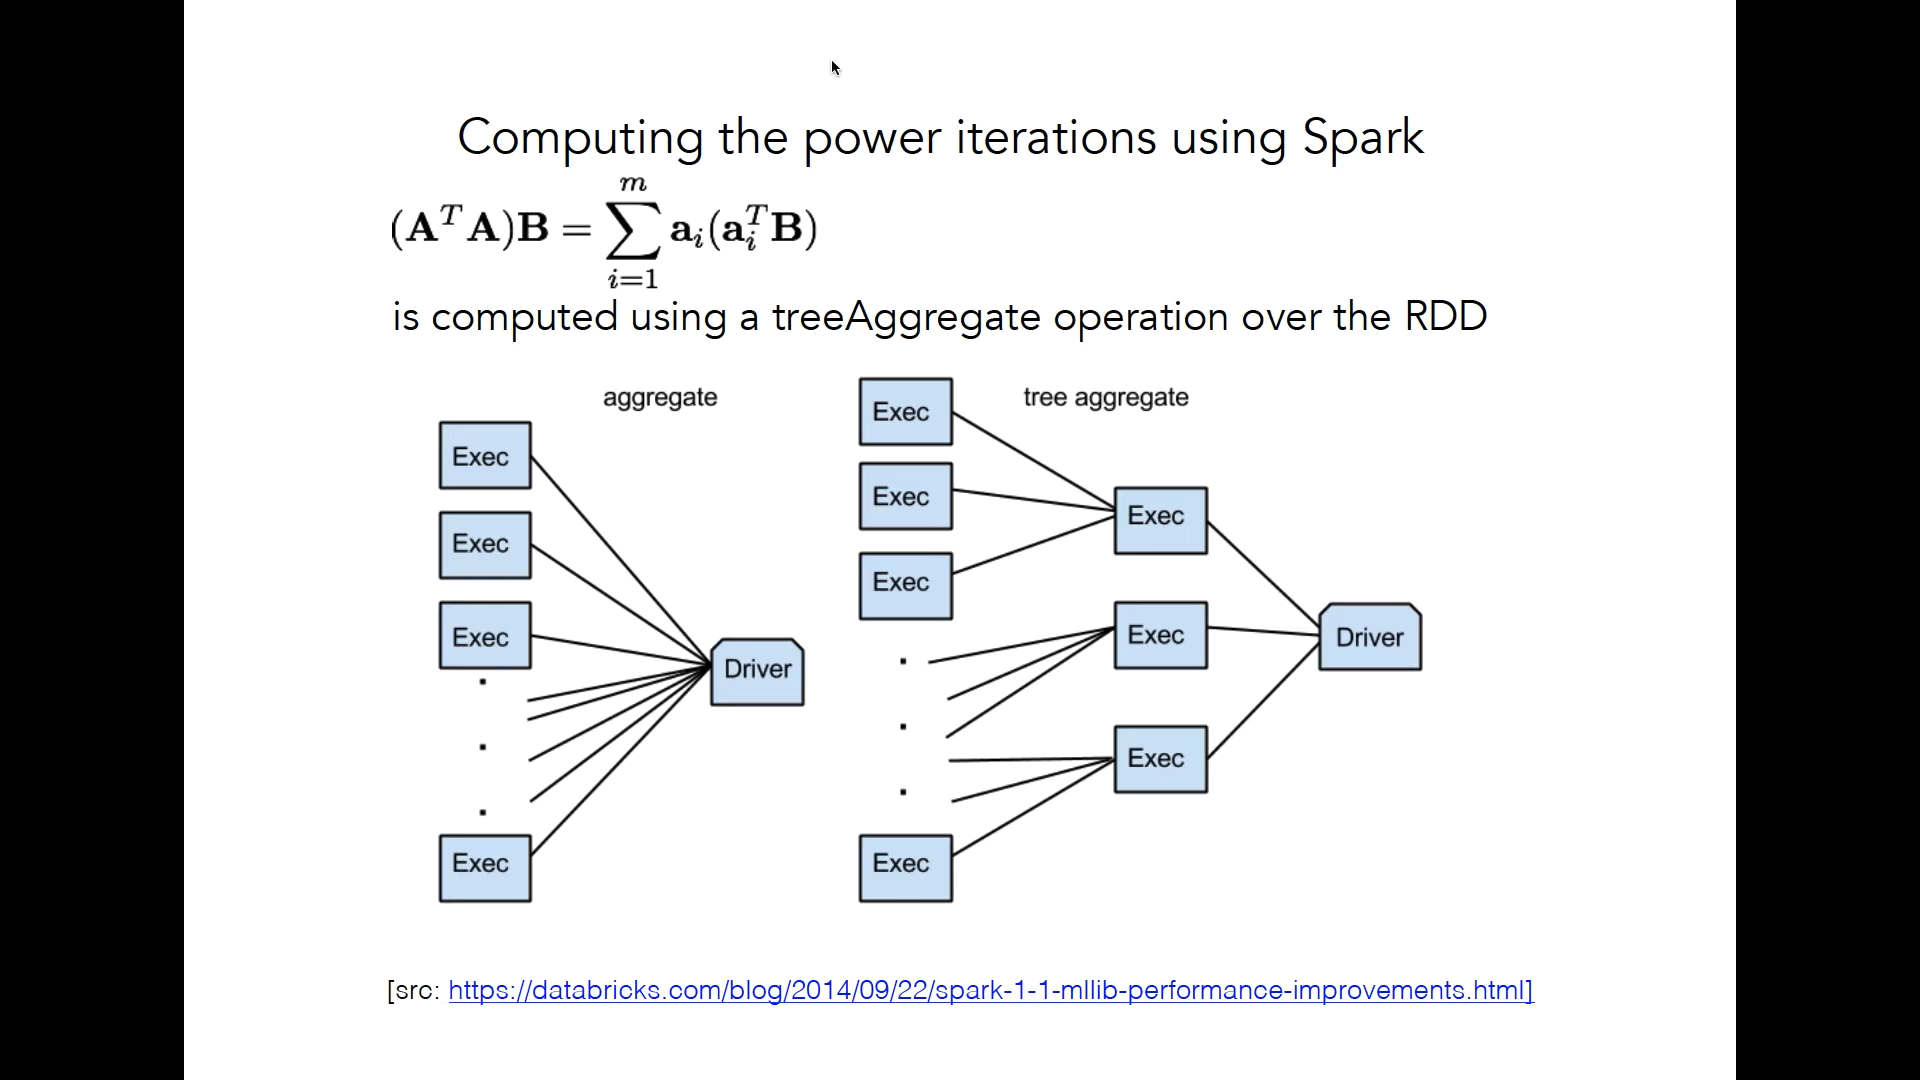 Computing the power iterations using Spark
(A^T A)B = \sum_{i=1}^{m} a_i(a_i^T B)
is computed using a treeAggregate operation over the RDD
aggregate
Exec
Exec
Exec
Exec
Driver
tree aggregate
Exec
Exec
Exec
Exec
Exec
Exec
Exec
Driver
[src: https://databricks.com/blog/2014/09/22/spark-1-1-mllib-performance-improvements.html]